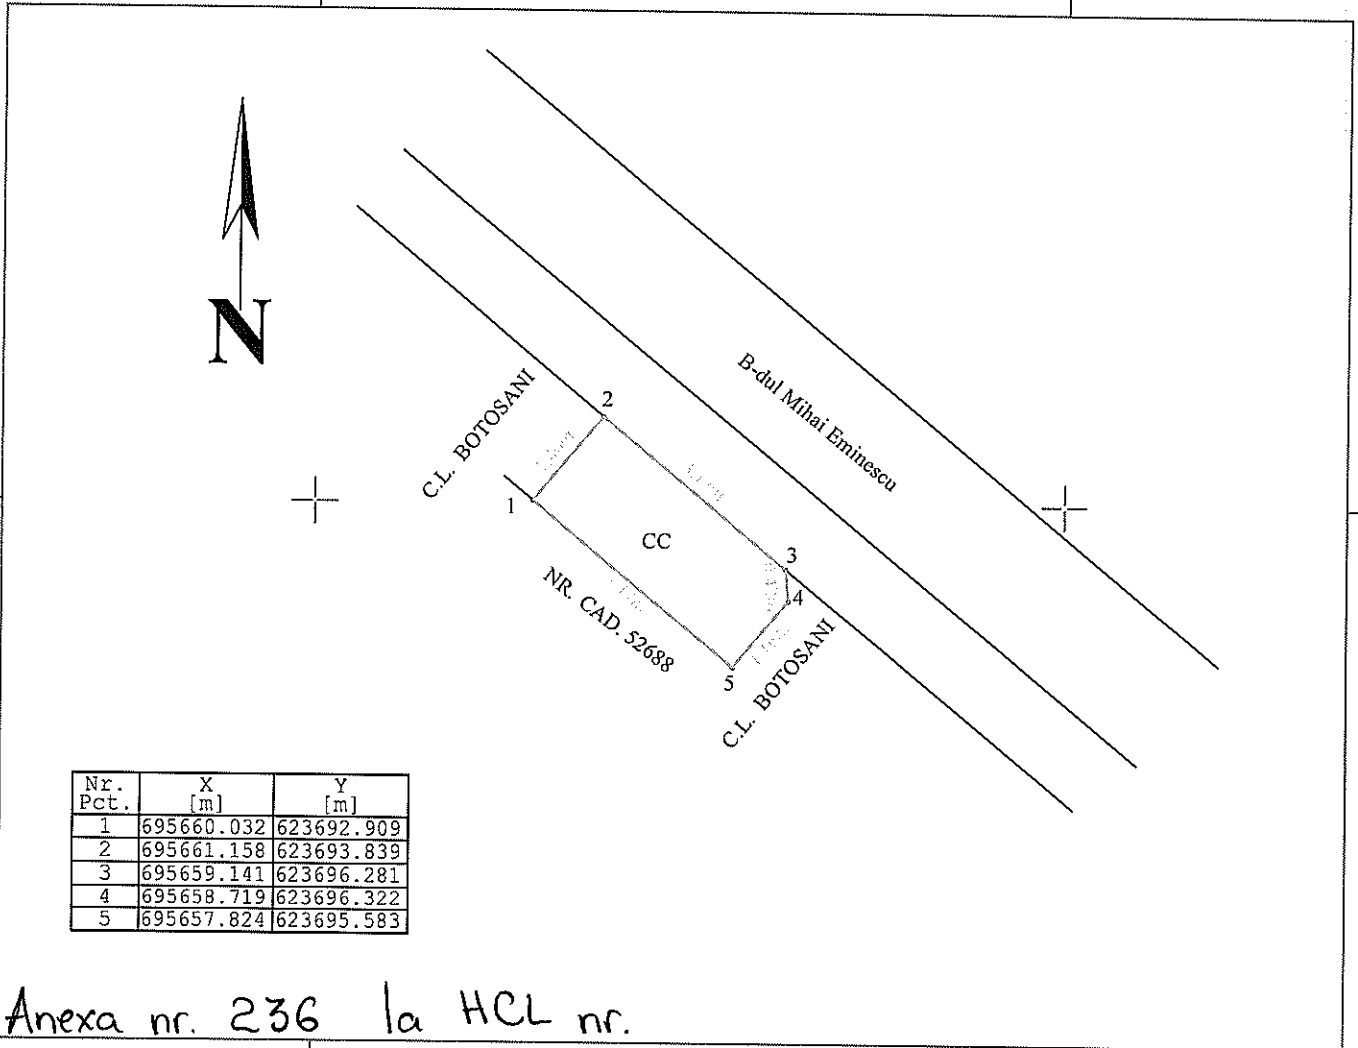 N
B-dul Mihai Eminescu
C.L. BOTOSANI
2
1
CC
3
4
NR. CAD. 52688
5
C.L. BOTOSANI
Nr. Pct. X [m] Y [m]
1 695660.032 623692.909
2 695661.158 623693.839
3 695659.141 623696.281
4 695658.719 623696.322
5 695657.824 623695.583
Anexa nr. 236 la HCL nr.